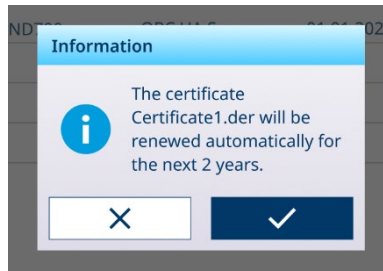 Information
The certificate
Certificate1.der will be
renewed automatically for
the next 2 years.